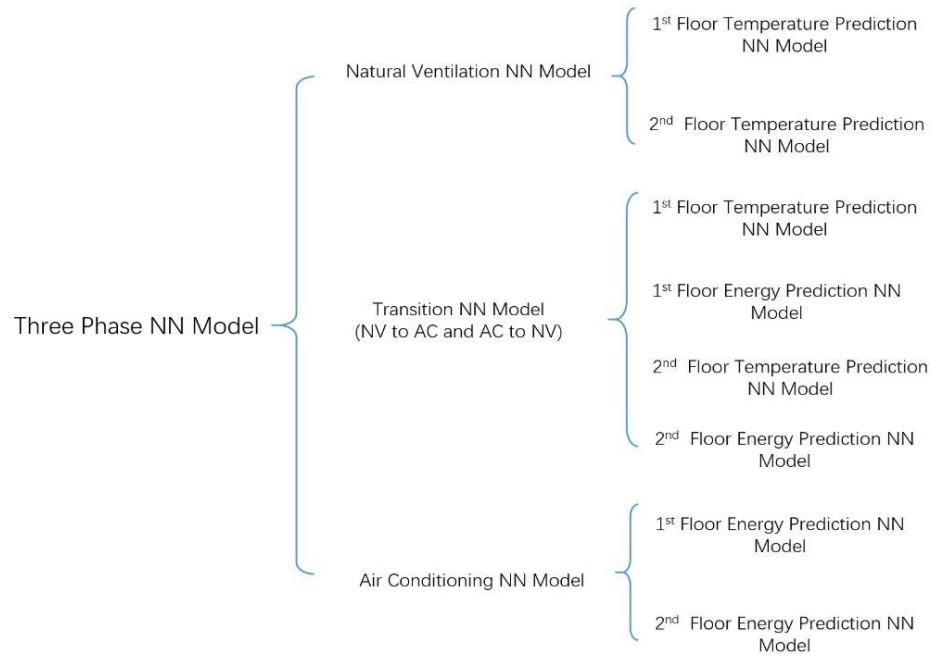 Three Phase NN Model
Natural Ventilation NN Model
1st Floor Temperature Prediction
NN Model
2nd Floor Temperature Prediction
NN Model
Transition NN Model
(NV to AC and AC to NV)
1st Floor Temperature Prediction
NN Model
1st Floor Energy Prediction NN
Model
2nd Floor Temperature Prediction
NN Model
2nd Floor Energy Prediction NN
Model
Air Conditioning NN Model
1st Floor Energy Prediction NN
Model
2nd Floor Energy Prediction NN
Model